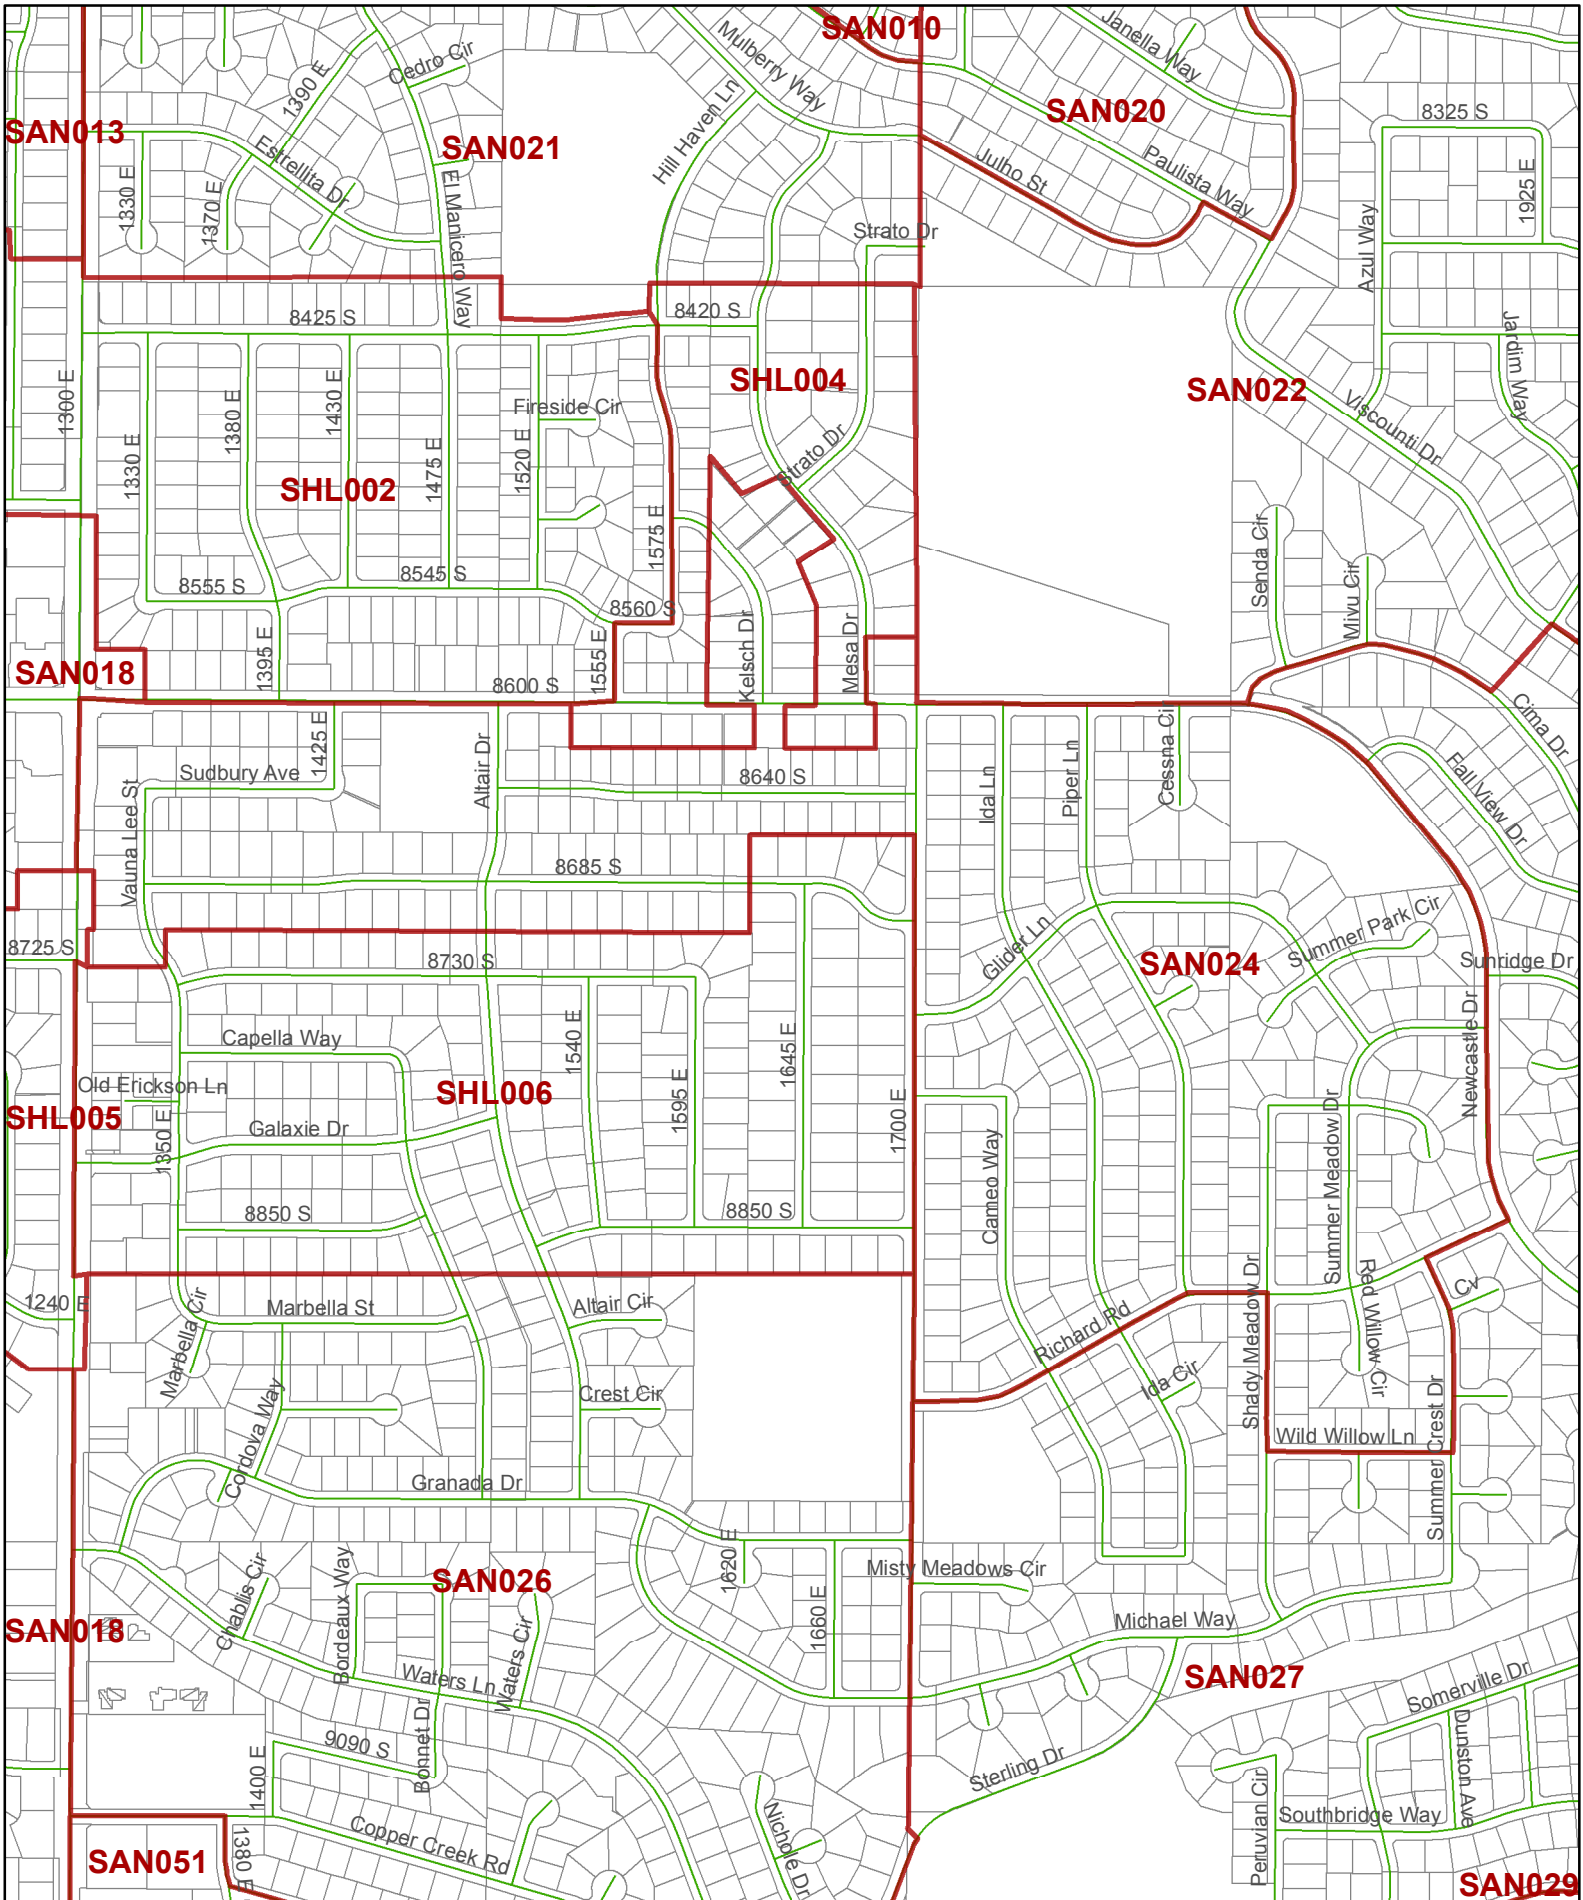 SAN010
Janella Way
Mulberry Way
Cedro Cir
1390 E
SAN020
8325 S
SAN013
SAN021
Hill Haven Ln
Estrellita Dr
Julho St
Paulista Way
1330 E
1370 E
El Manicero Way
Strato Dr
1925 E
Azul Way
8425 S
8420 S
Jardim Way
SHL004
SAN022
1300 E
1330 E
1380 E
1430 E
1475 E
1520 E
Fireside Cir
Viscounti Dr
Strato Dr
SHL002
1575 E
Senda Cir
Mivu Cir
8555 S
8545 S
8560 S
SAN018
1395 E
1555 E
Kelsch Dr
Mesa Dr
8600 S
Cima Dr
1425 E
Altair Dr
Sudbury Ave
8640 S
Ida Ln
Piper Ln
Cessna Cir
Fall View Dr
Vauna Lee St
8685 S
8725 S
8730 S
Glider Ln
SAN024
Summer Park Cir
Sunridge Dr
Capella Way
1540 E
1645 E
Newcastle Dr
Old Erickson Ln
SHL006
1595 E
SHL005
1350 E
Galaxie Dr
1700 E
Cameo Way
Summer Meadow Dr
8850 S
8850 S
1240 E
Marbella St
Altair Cir
Marbella Cir
Richard Rd
Shady Meadow Dr
Red Willow Cir
Cv
Ida Cir
Crest Cir
Cordova Way
Wild Willow Ln
Summer Crest Dr
Granada Dr
1620 E
Misty Meadows Cir
Chablis Cir
Bordeaux Way
SAN026
SAN018
1660 E
Michael Way
Waters Ln
Waters Cir
SAN027
Somerville Dr
Bonnet Dr
9090 S
1400 E
Sterling Dr
Dunston Ave
Peruvian Cir
Southbridge Way
Copper Creek Rd
Nichole Dr
SAN051
1380 E
SAN029